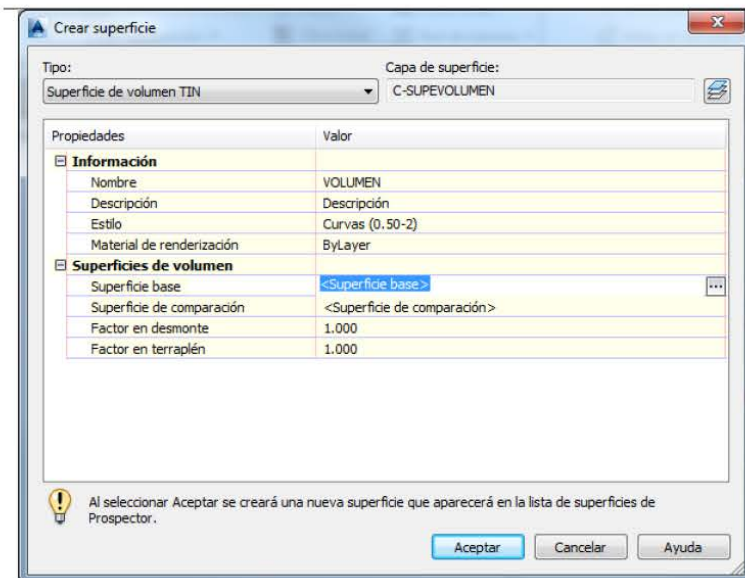 Crear superficie
Tipo: Capa de superficie:
Superficie de volumen TIN C-SUPEVOLUMEN
Propiedades Valor
Información
Nombre VOLUMEN
Descripción Descripción
Estilo Curvas (0.50-2)
Material de renderización ByLayer
Superficies de volumen
Superficie base <Superficie base>
Superficie de comparación <Superficie de comparación>
Factor en desmonte 1.000
Factor en terraplén 1.000
Al seleccionar Aceptar se creará una nueva superficie que aparecerá en la lista de superficies de
Prospector.
Aceptar Cancelar Ayuda